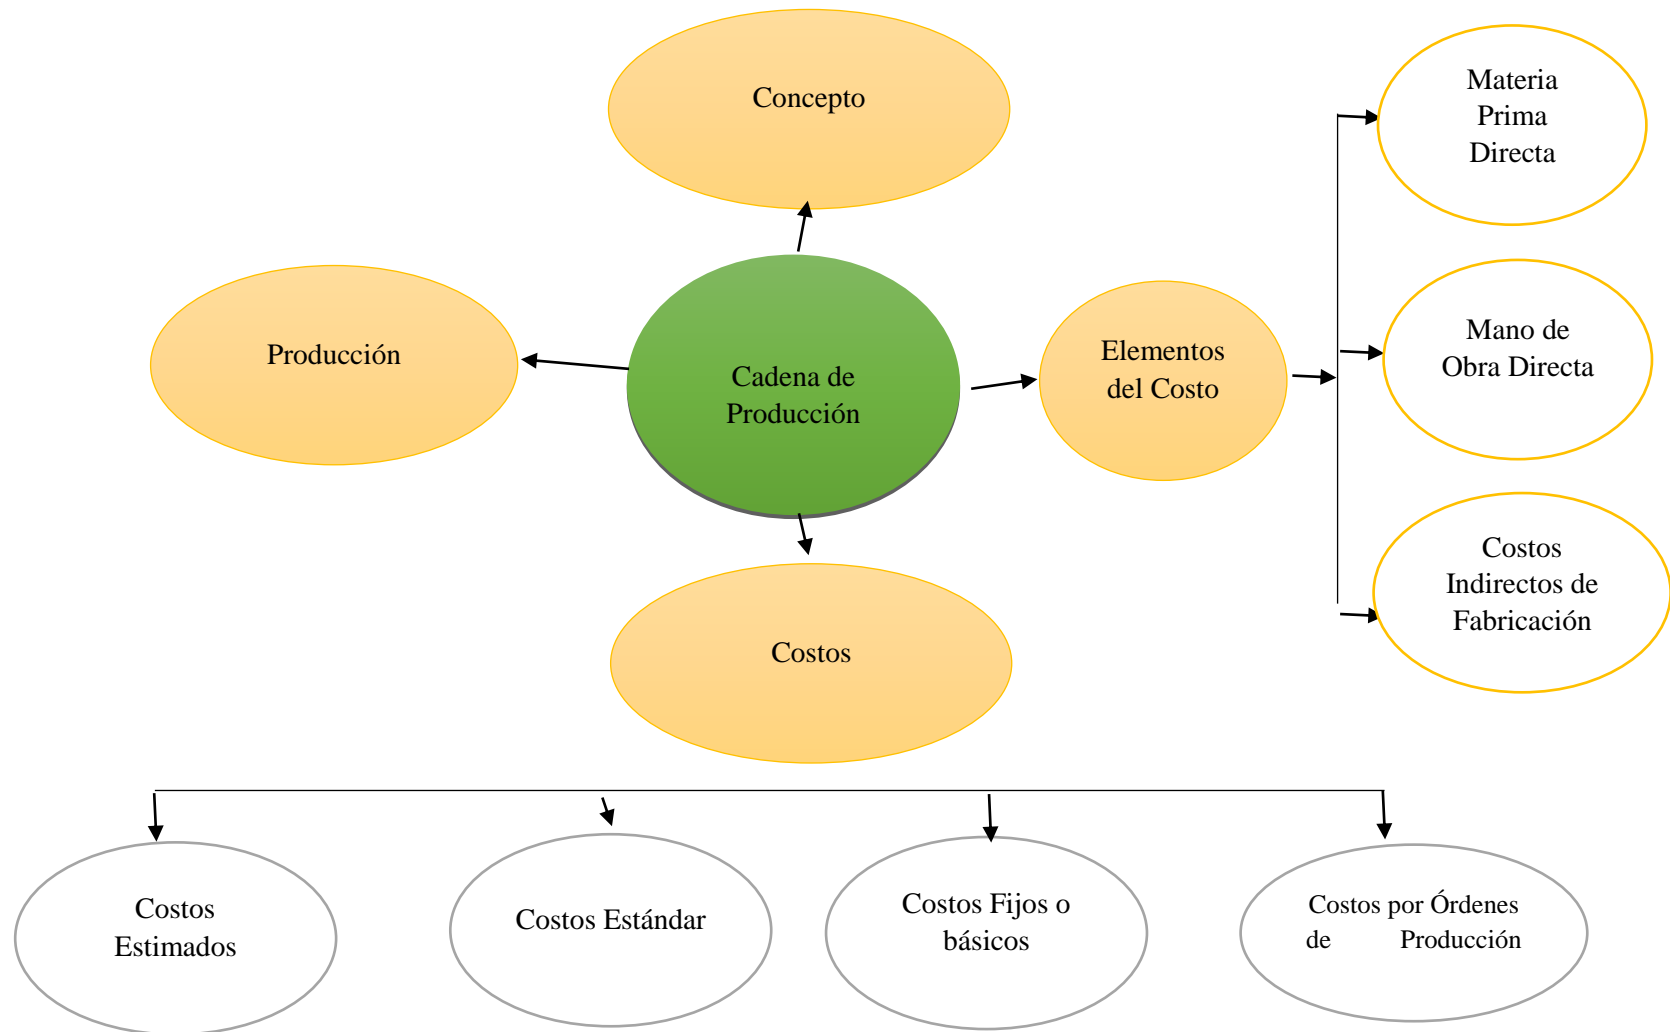 Concepto
Materia
Prima
Directa
Producción
Cadena de
Producción
Elementos
del Costo
Mano de
Obra Directa
Costos
Indirectos de
Fabricación
Costos
Costos
Estimados
Costos Estándar
Costos Fijos o
básicos
Costos por Órdenes
de Producción